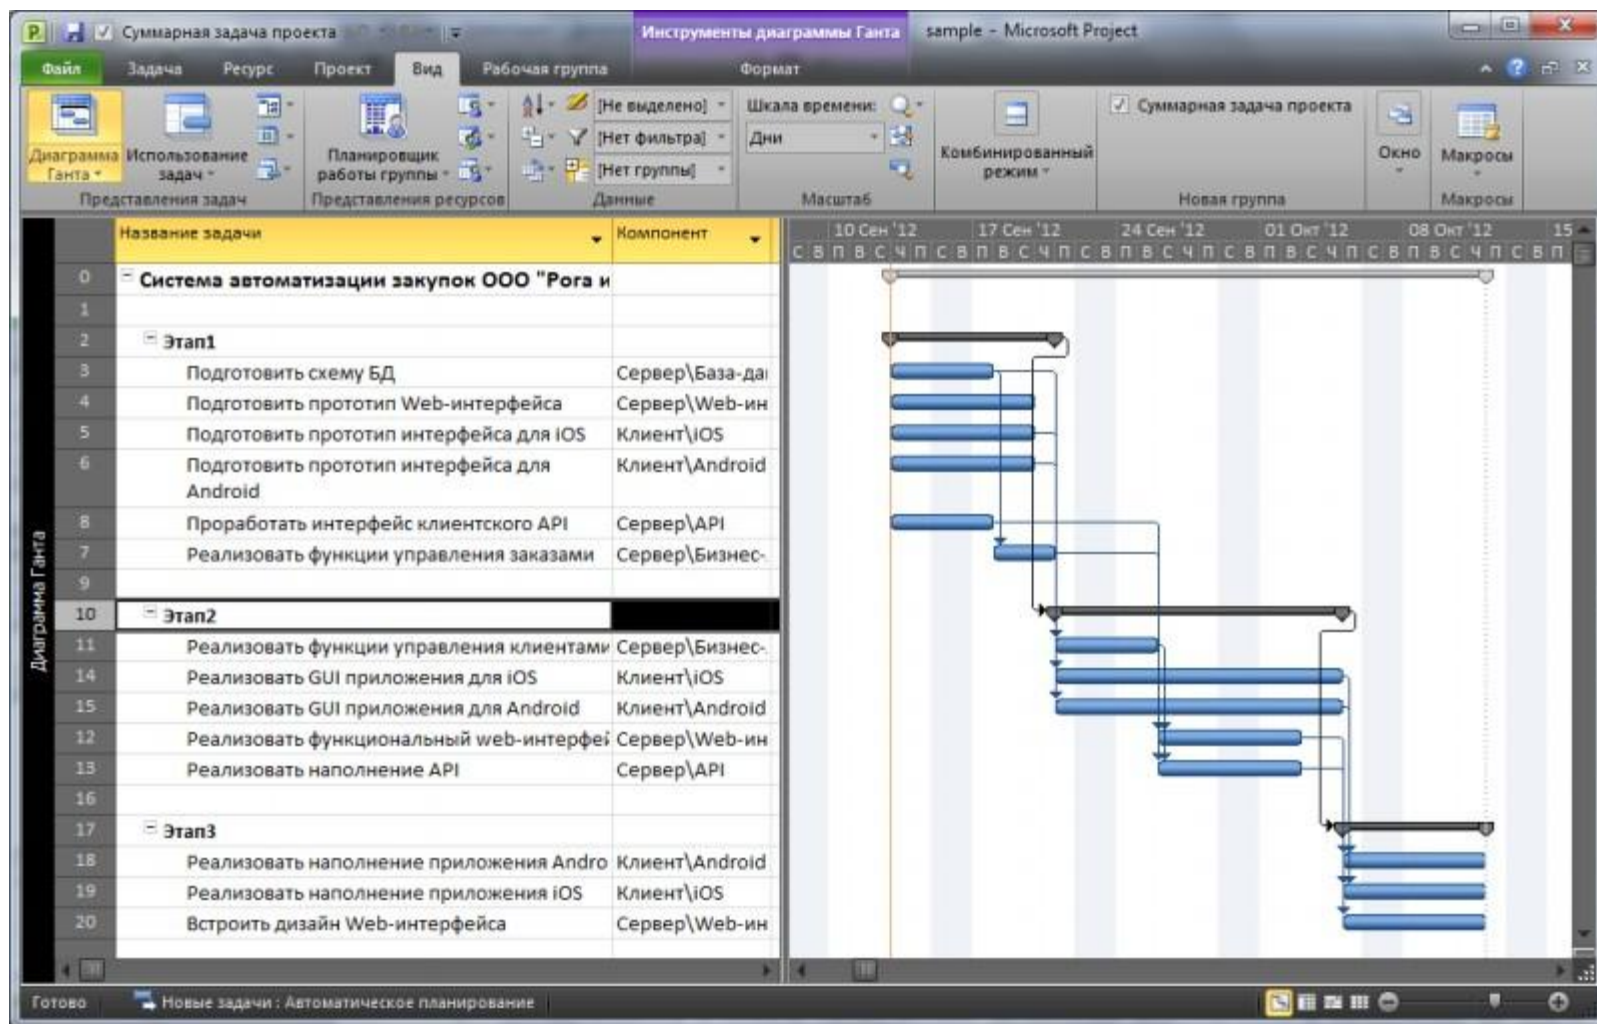 Суммарная задача проекта
Инструменты диаграммы Ганта
sample - Microsoft Project
Файл Задача Ресурс Проект Вид Рабочая группа Формат
[Не выделено] Шкала времени: Суммарная задача проекта
[Нет фильтра] Дни
Диаграмма Ганта Использование задач Планировщик работы группы [Нет группы] Комбинированный режим Окно Макросы
Представления задач Представления ресурсов Данные Масштаб Новая группа Макросы
Название задачи Компонент 10 Сен '12 17 Сен '12 24 Сен '12 01 Окт '12 08 Окт '12 15
С В П В С Ч П С В П В С Ч П С В П В С Ч П С В П В С Ч П С В П В С Ч П С В П
0 Система автоматизации закупок ООО "Рога и
1
2 Этап1
3 Подготовить схему БД Сервер\База-да
4 Подготовить прототип Web-интерфейса Сервер\Web-ин
5 Подготовить прототип интерфейса для iOS Клиент\iOS
6 Подготовить прототип интерфейса для Клиент\Android
Android
8 Проработать интерфейс клиентского API Сервер\API
7 Реализовать функции управления заказами Сервер\Бизнес-
9
10 Этап2
11 Реализовать функции управления клиентами Сервер\Бизнес-
14 Реализовать GUI приложения для iOS Клиент\iOS
15 Реализовать GUI приложения для Android Клиент\Android
12 Реализовать функциональный web-интерфей Сервер\Web-ин
13 Реализовать наполнение API Сервер\API
16
17 Этап3
18 Реализовать наполнение приложения Andro Клиент\Android
19 Реализовать наполнение приложения iOS Клиент\iOS
20 Встроить дизайн Web-интерфейса Сервер\Web-ин
Диаграмма Ганта
Готово Новые задачи : Автоматическое планирование